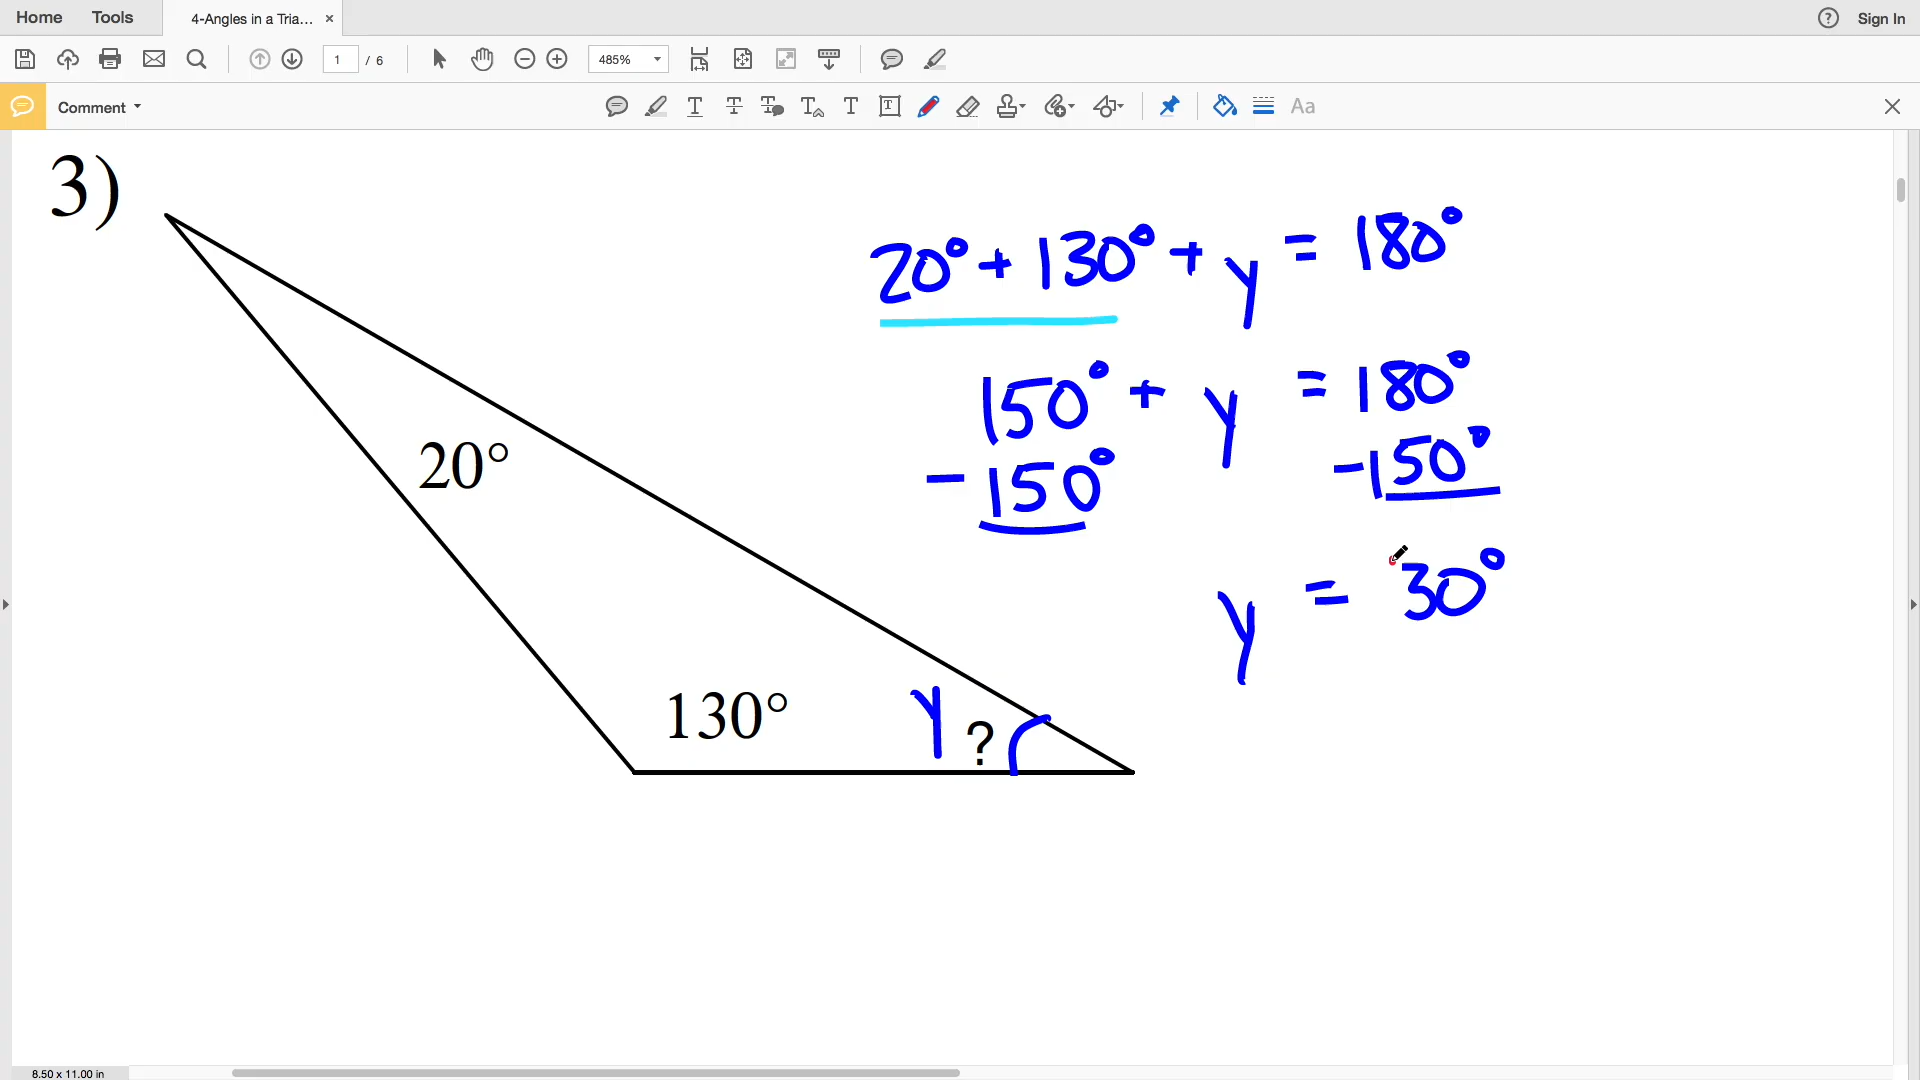 Home Tools 4-Angles in a Tria... × ? Sign In
1 / 6 485%
Comment T T T T T T Aa
3)
20° + 130° + y = 180°
150° + y = 180°
- 150° - 150°
y = 30°
20°
130° y ?
8.50 x 11.00 in